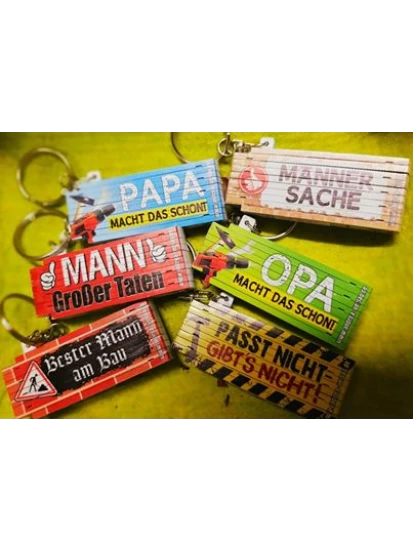 PAPA
MACHT DAS SCHON!
MÄNNER
SACHE
MANN
Großer Taten
OPA
MACHT DAS SCHON!
Bester Mann
am Bau
PASST NICHT
GIBT'S NICHT!